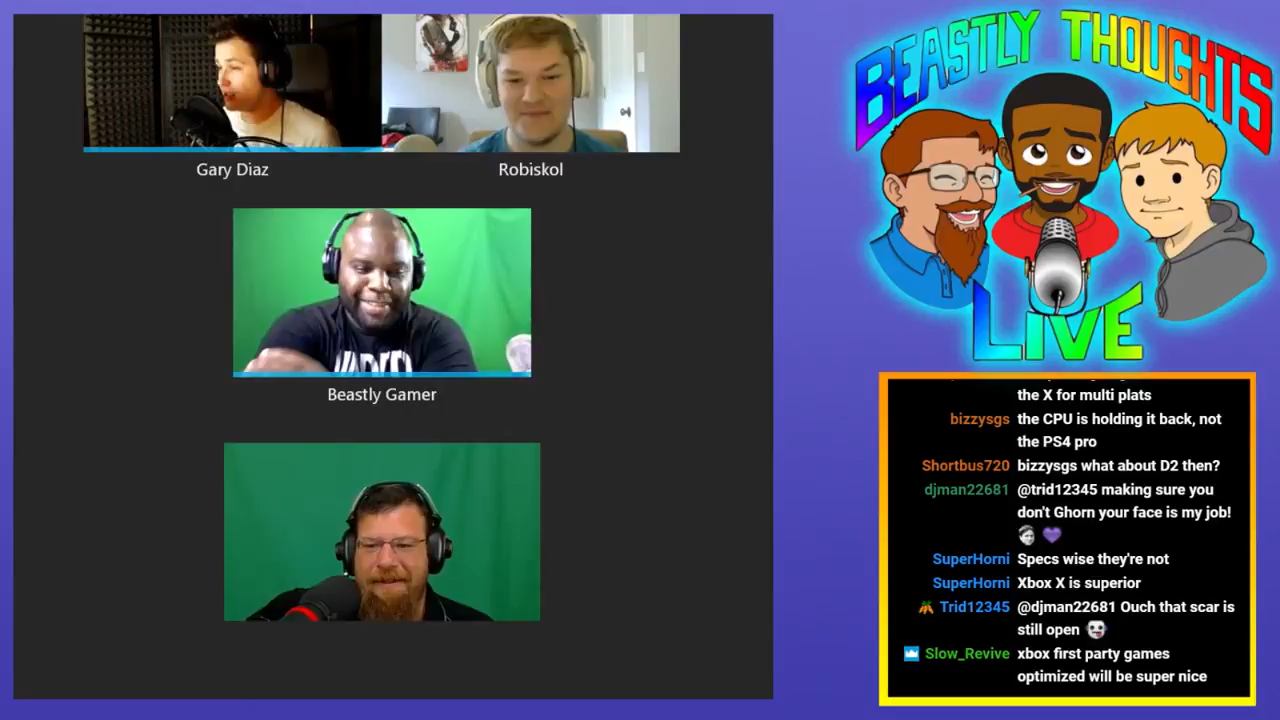 BEASTLY THOUGHTS
LIVE
Gary Diaz
Robiskol
Beastly Gamer
the X for multi plats
bizzysgs the CPU is holding it back, not
the PS4 pro
Shortbus720 bizzysgs what about D2 then?
djman22681 @trid12345 making sure you
don't Ghorn your face is my job!
SuperHorni Specs wise they're not
SuperHorni Xbox X is superior
Trid12345 @djman22681 Ouch that scar is
still open
Slow_Revive xbox first party games
optimized will be super nice